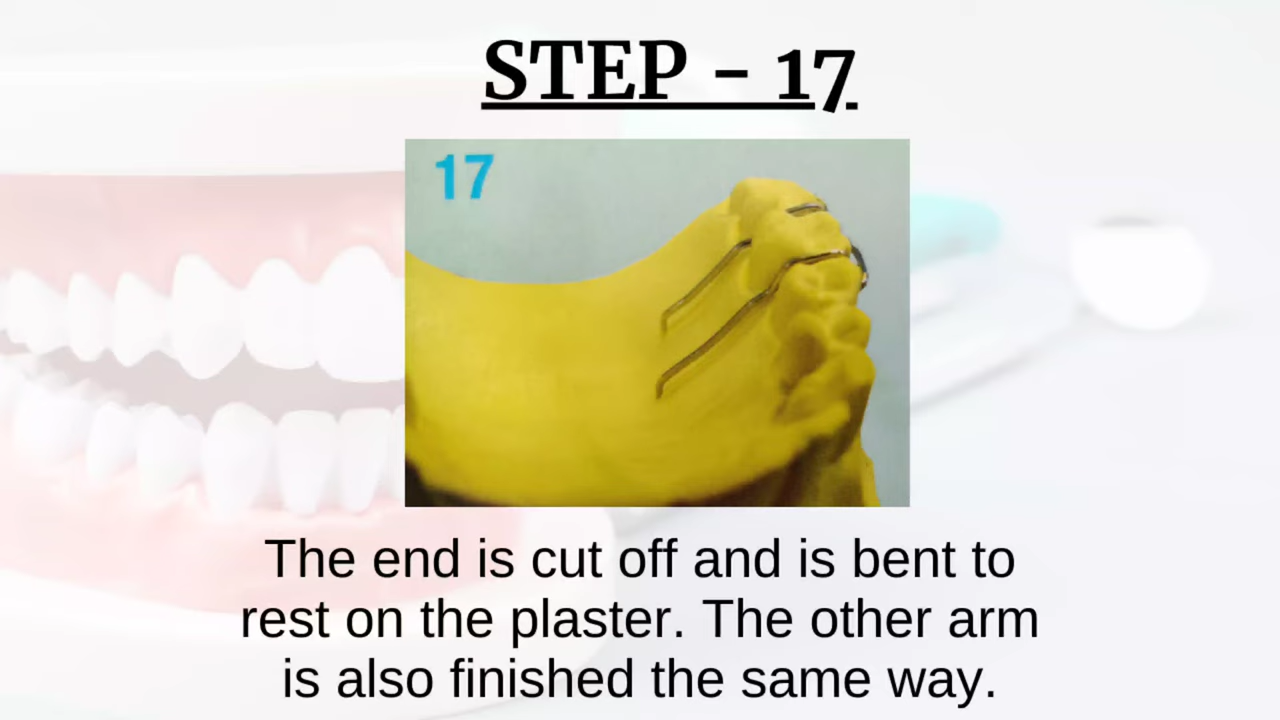 STEP - 17
17
The end is cut off and is bent to
rest on the plaster. The other arm
is also finished the same way.